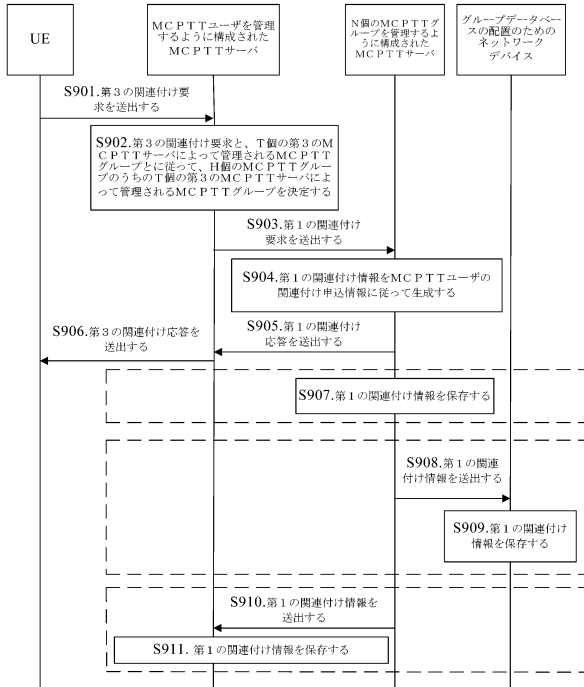 UE
MCPTTユーザを管理
するように構成された
MCPTTサーバ
N個のMCPTTグ
ループを管理するよ
うに構成された
MCPTTサーバ
グループデータベー
スの配置のための
ネットワーク
デバイス
S901.第3の関連付け要
求を送出する
S902.第3の関連付け要求と、T個の第3のM
CPTTサーバによって管理されるMCPTT
グループとに従って、H個のMCPTTグルー
プのうちのT個の第3のMCPTTサーバによ
って管理されるMCPTTグループを決定する
S903.第1の関連付け
要求を送出する
S904.第1の関連付け情報をMCPTTユーザの
関連付け申込情報に従って生成する
S905.第1の関連付け
応答を送出する
S906.第3の関連付け応答を
送出する
S907.第1の関連付け情報を保存する
S908.第1の関連
付け情報を送出する
S909.第1の関連付け
情報を保存する
S910.第1の関連付け情報を
送出する
S911.第1の関連付け情報を保存する